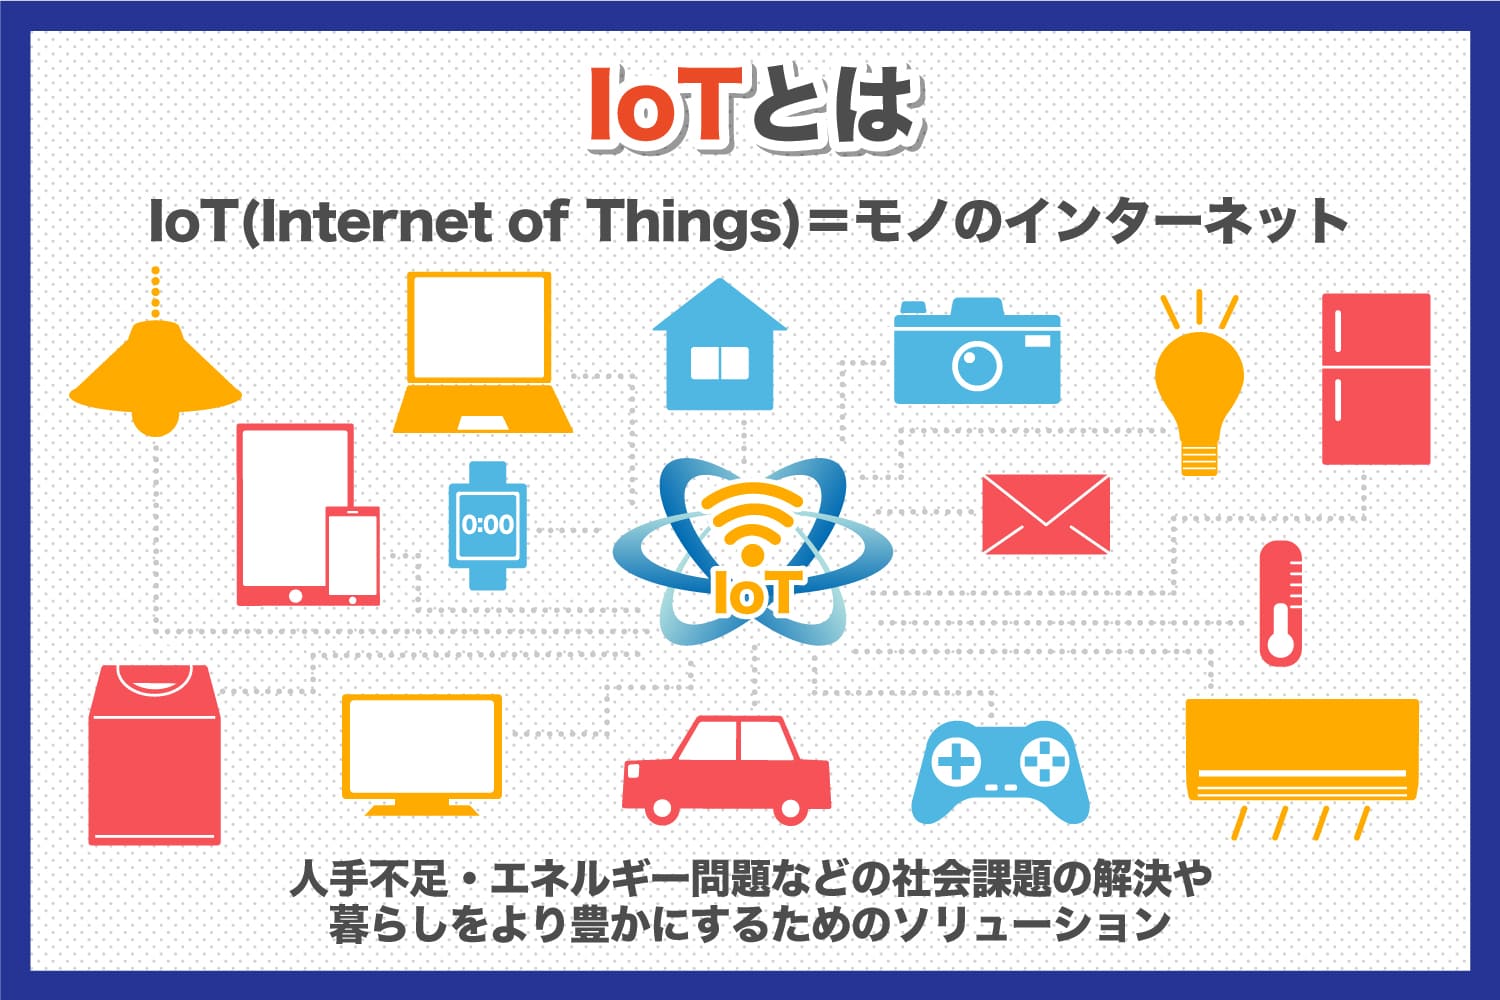 IoTとは
IoT(Internet of Things)＝モノのインターネット
0:00
IoT
人手不足・エネルギー問題などの社会課題の解決や
暮らしをより豊かにするためのソリューション